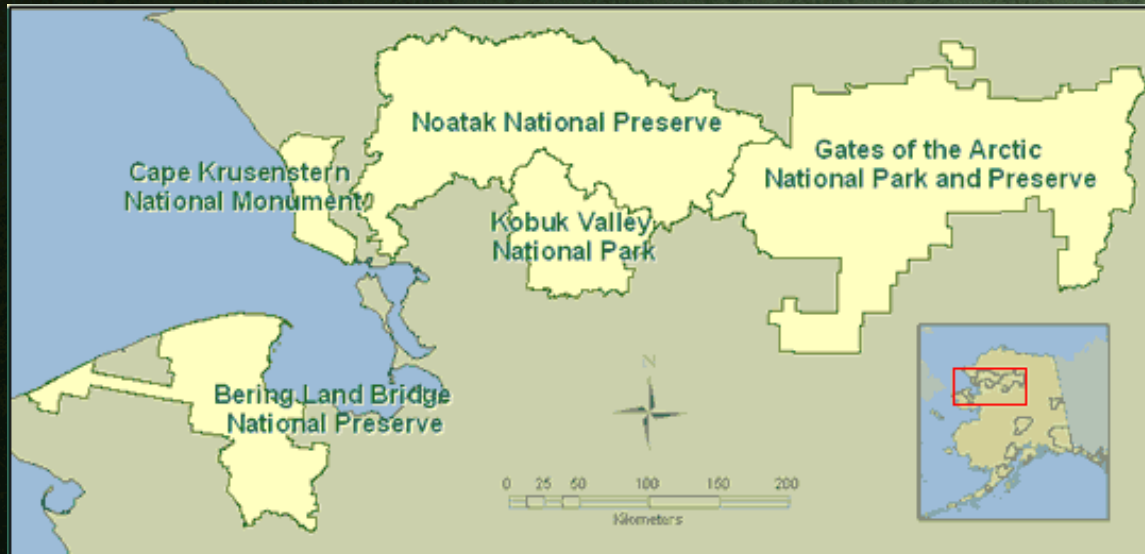 Noatak National Preserve
Gates of the Arctic
National Park and Preserve
Cape Krusenstern
National Monument
Kobuk Valley
National Park
Bering Land Bridge
National Preserve
N
0 25 50 100 150 200
Kilometers